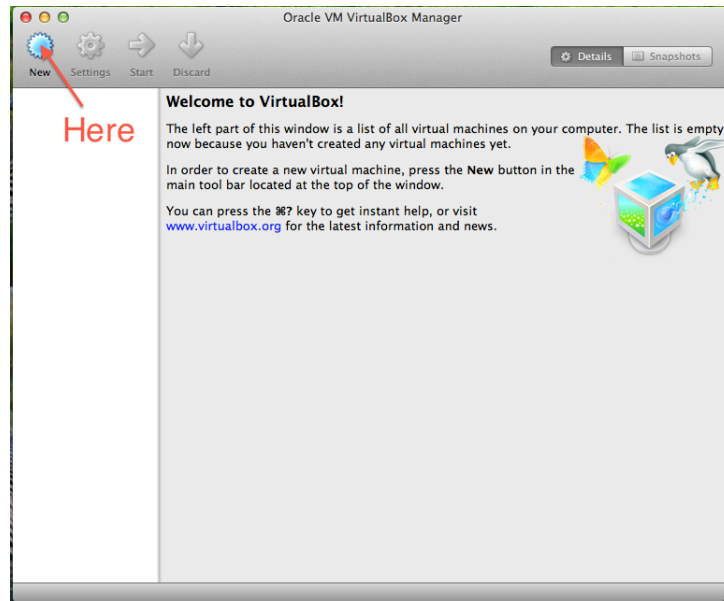 Oracle VM VirtualBox Manager
New Settings Start Discard Details Snapshots
Here
Welcome to VirtualBox!
The left part of this window is a list of all virtual machines on your computer. The list is empty
now because you haven't created any virtual machines yet.
In order to create a new virtual machine, press the New button in the
main tool bar located at the top of the window.
You can press the ⌘? key to get instant help, or visit
www.virtualbox.org for the latest information and news.